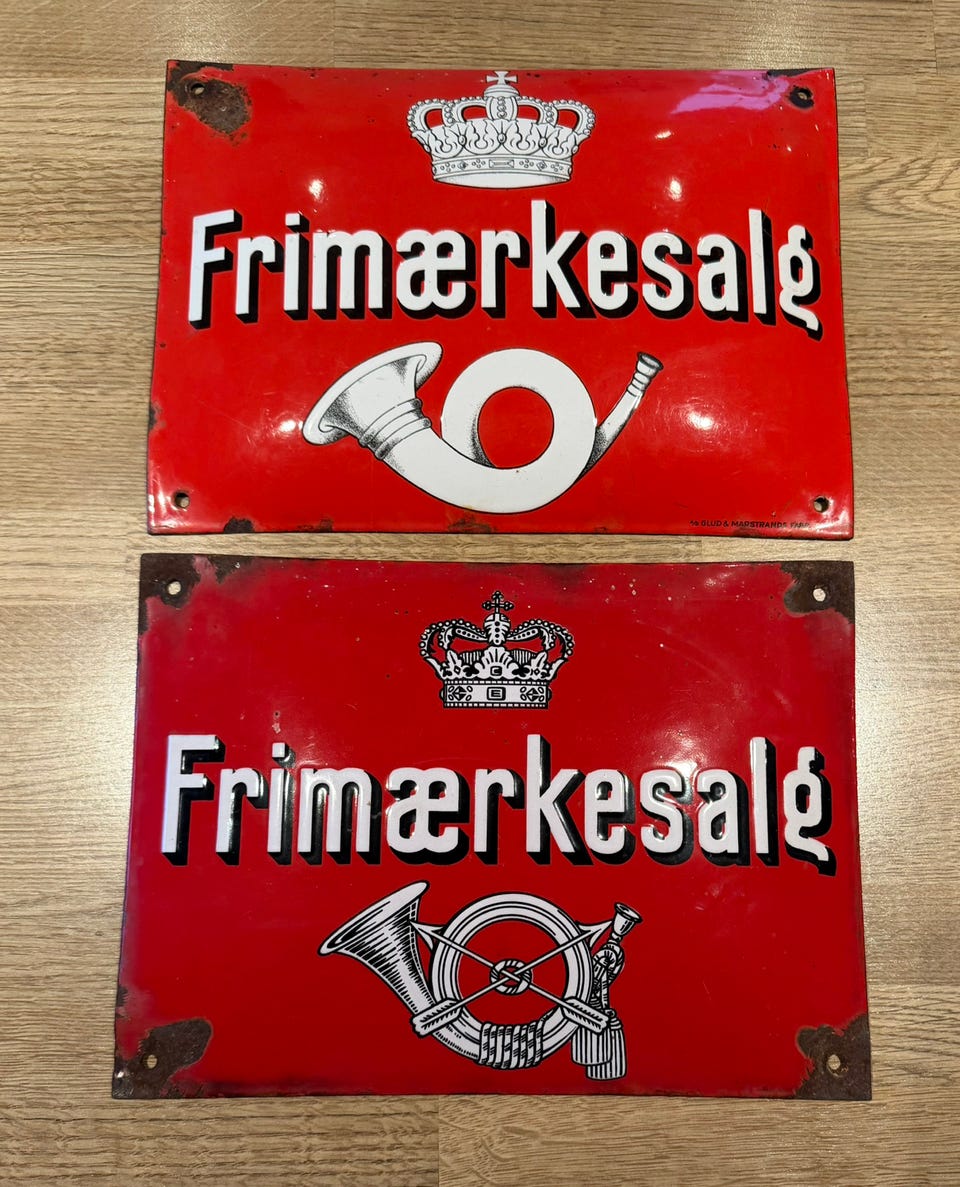 Frimærkesalg
A/S GLUD & MARSTRANDS FABR.
Frimærkesalg